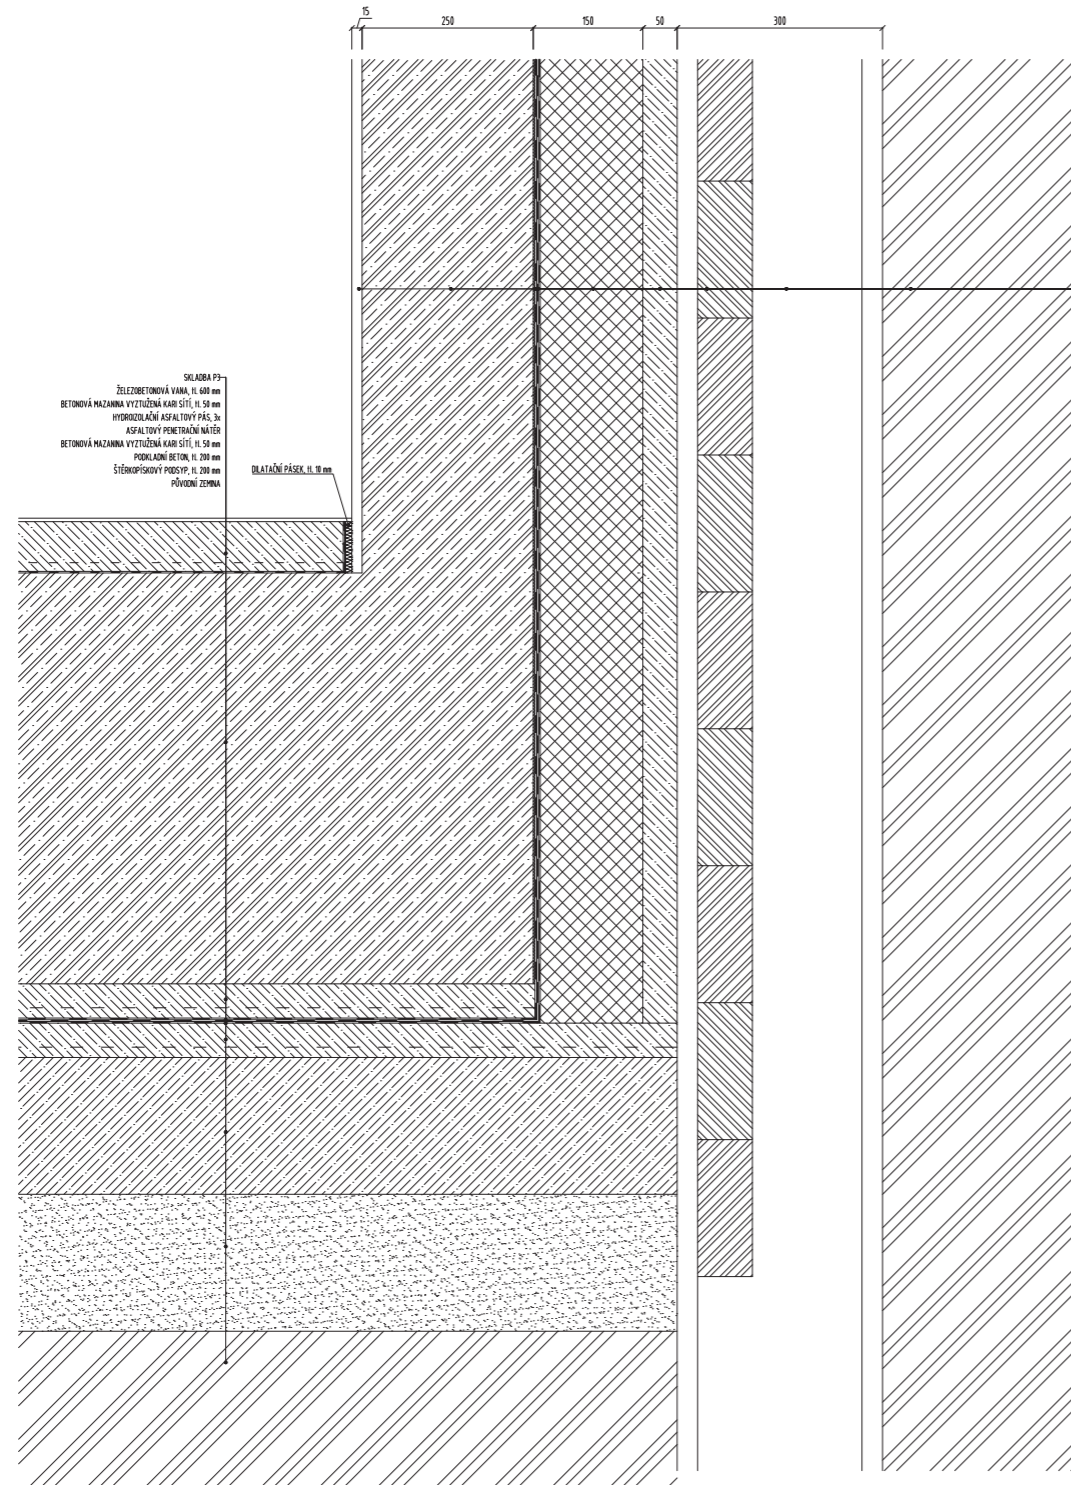 15
250 150 50 300
SKLADBA P3
ŽELEZOBETONOVÁ VANA, tl. 600 mm
BETONOVÁ MAZANINA VYZTUŽENÁ KARI SÍTÍ, tl. 50 mm
HYDROIZOLAČNÍ ASFALTOVÝ PÁS, 3x
ASFALTOVÝ PENETRAČNÍ NÁTĚR
BETONOVÁ MAZANINA VYZTUŽENÁ KARI SÍTÍ, tl. 50 mm
PODKLADNÍ BETON, tl. 200 mm
ŠTĚRKOPÍSKOVÝ PODSYP, tl. 200 mm
PŮVODNÍ ZEMINA
DILATAČNÍ PÁSEK, tl. 10 mm